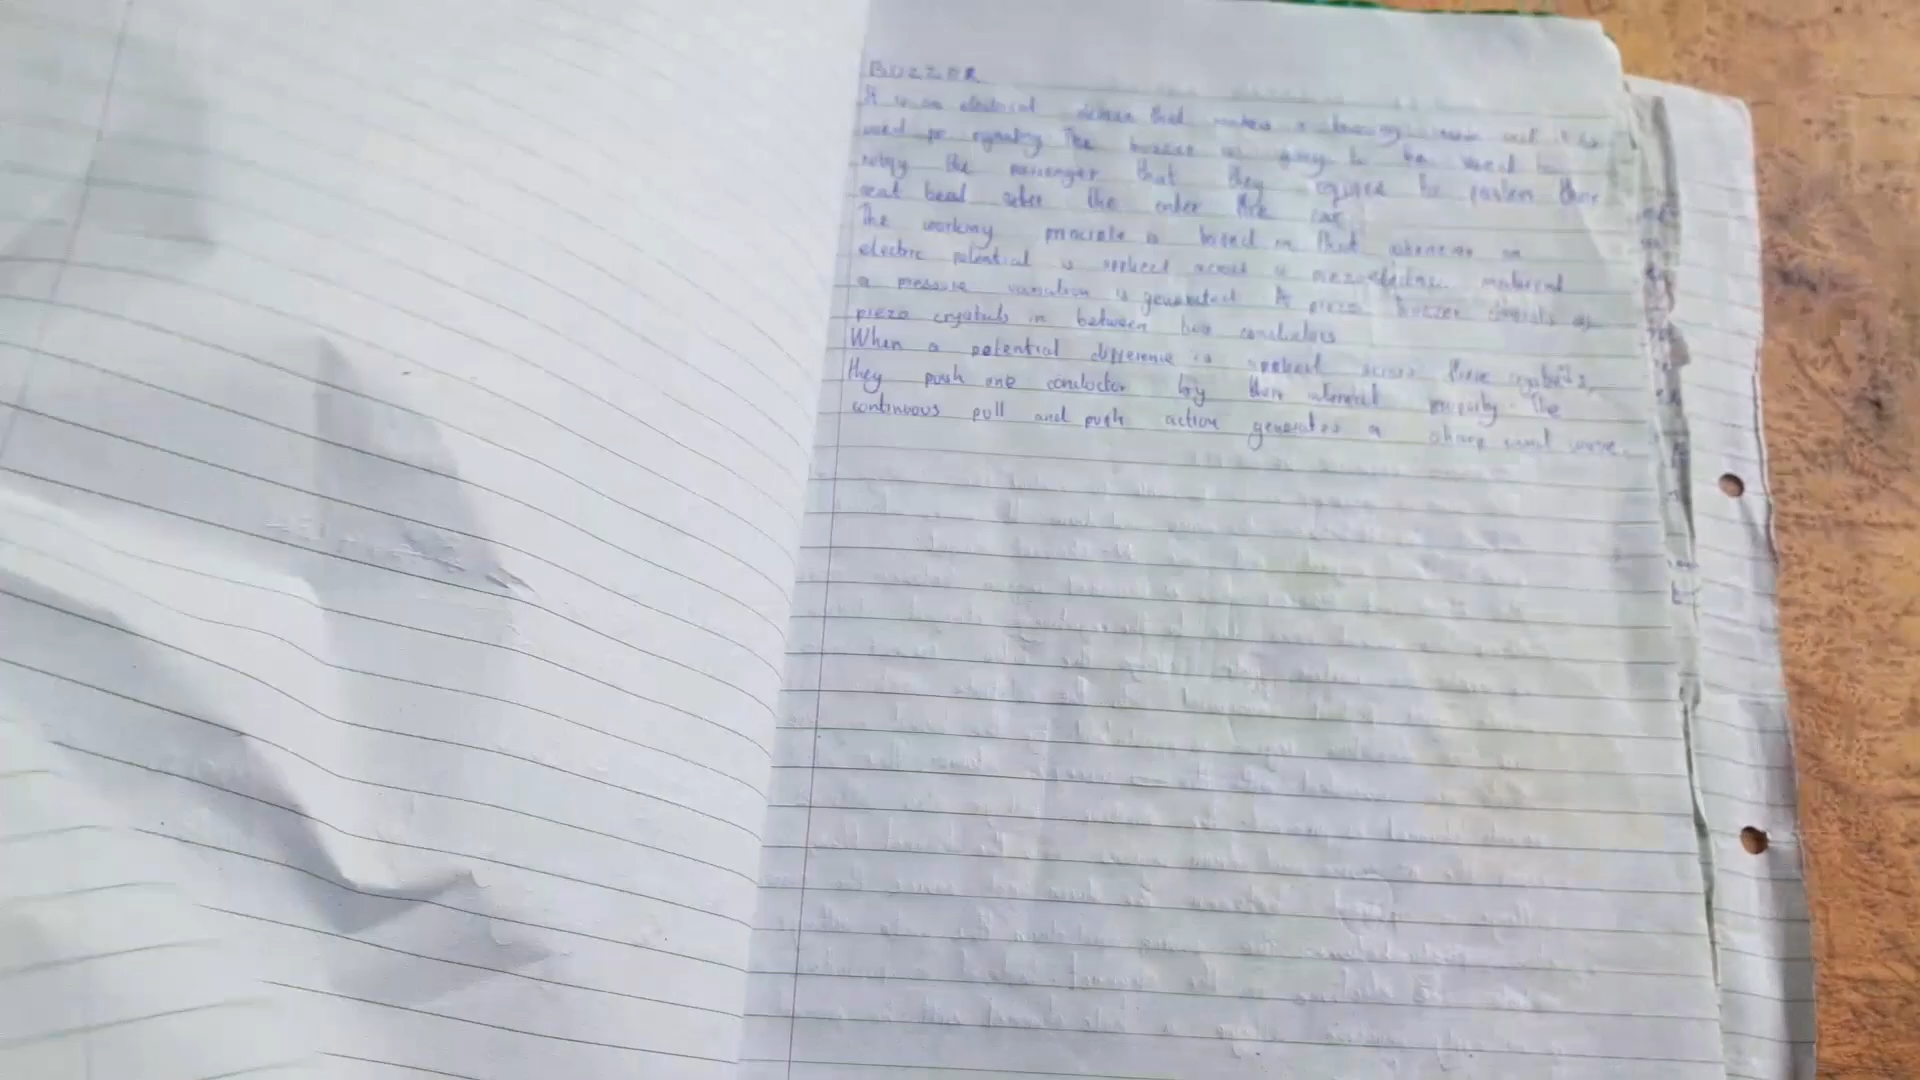 BUZZER
It is an electrical device that makes a buzzing noise and it is
used for signaling The buzzer is going to be used to
notify the passenger that they required to fasten their
seat beat when the enter the car
The working principle is based on that whenever an
electric potential is applied across a piezoelectric material
a pressure variation is generated A piezo buzzer consists of
piezo crystals in between two conductors
When a potential difference is applied across these crystals,
they push one conductor by their internal property. The
continuous pull and push action generates a sharp sound wave.